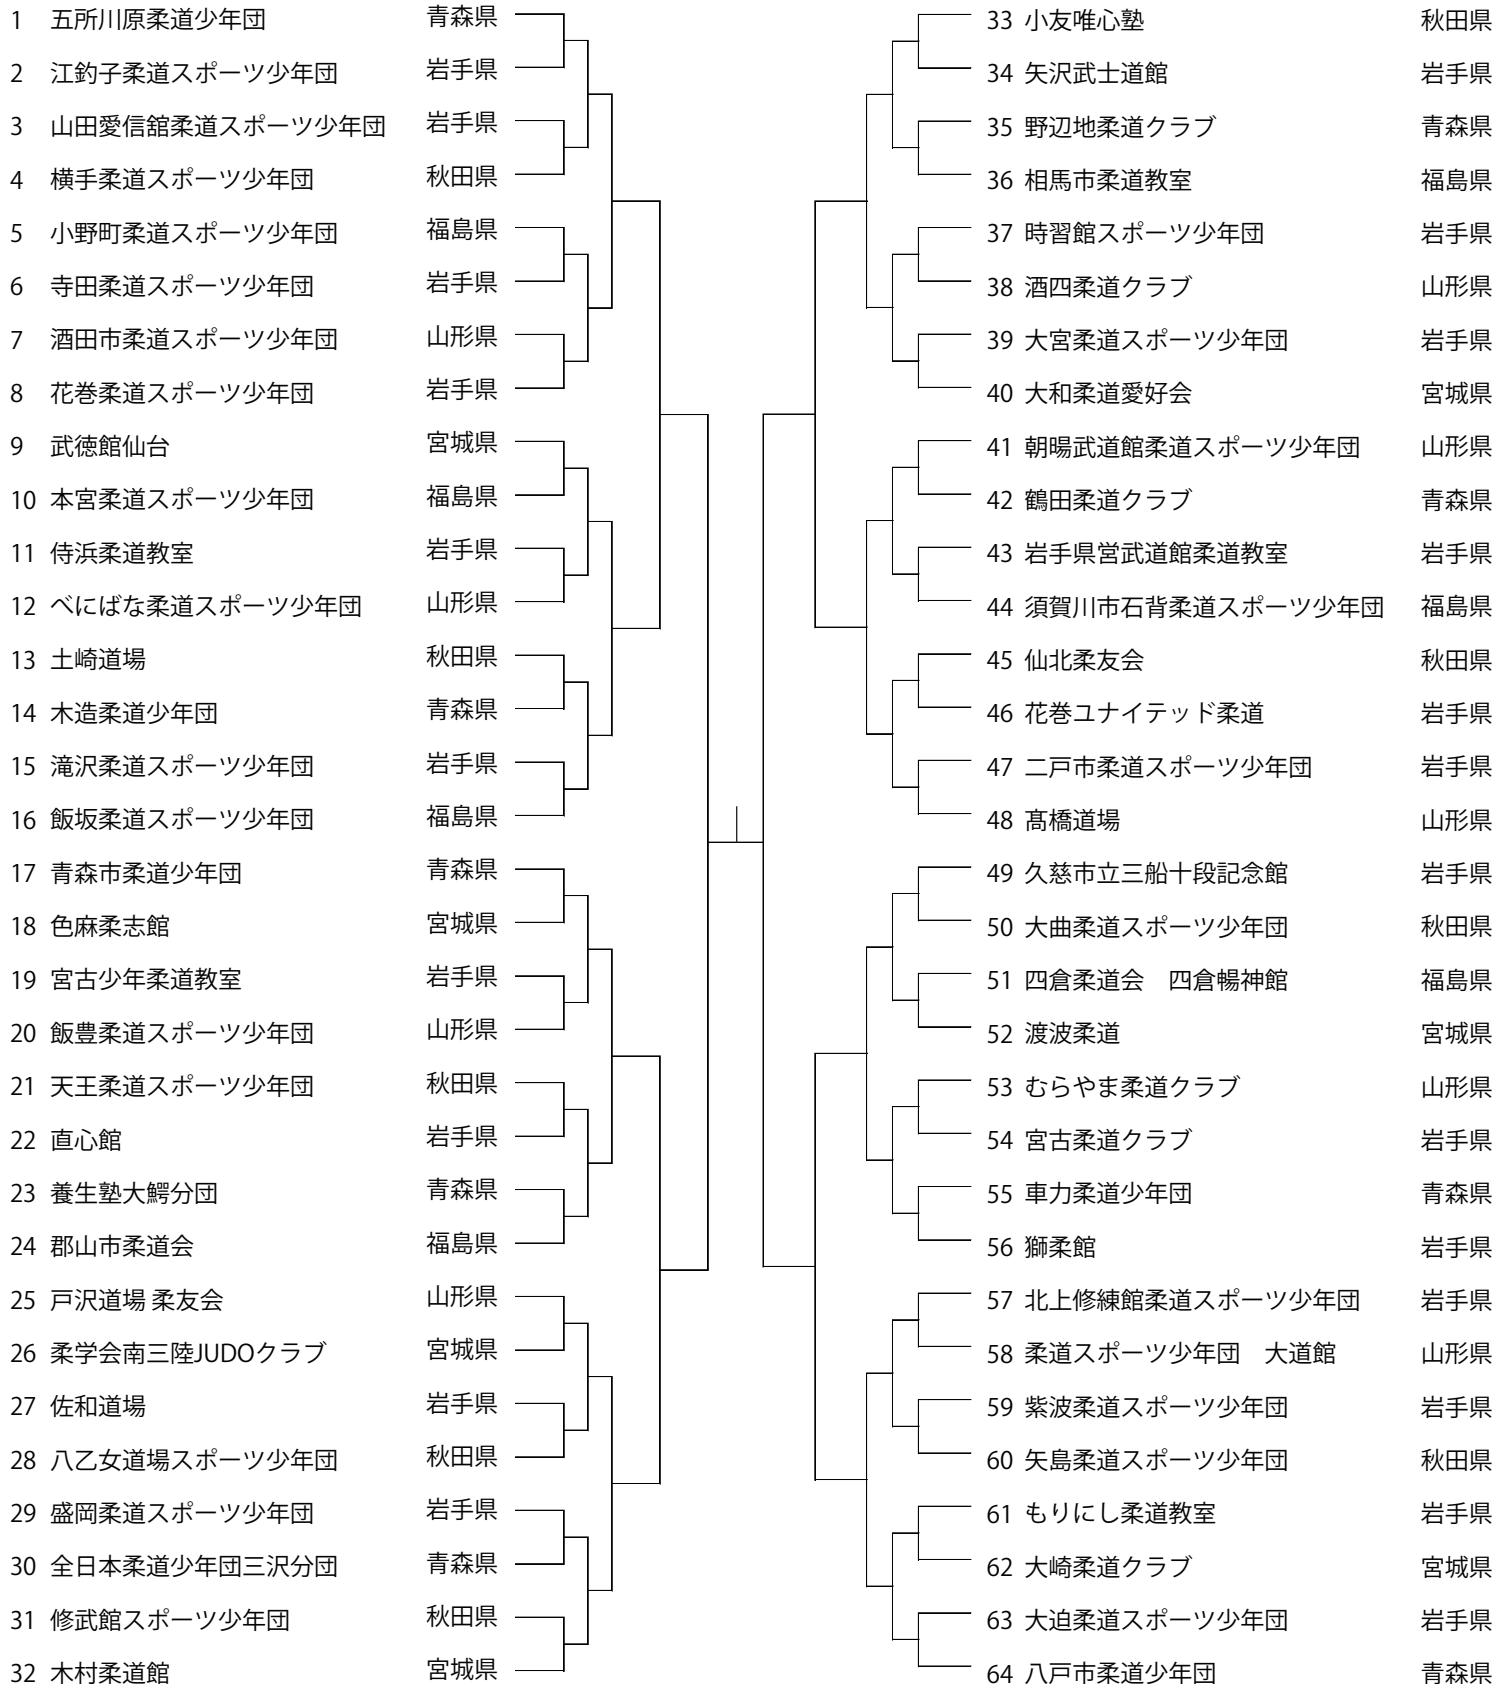 1 五所川原柔道少年団 青森県
2 江釣子柔道スポーツ少年団 岩手県
3 山田愛信舘柔道スポーツ少年団 岩手県
4 横手柔道スポーツ少年団 秋田県
5 小野町柔道スポーツ少年団 福島県
6 寺田柔道スポーツ少年団 岩手県
7 酒田市柔道スポーツ少年団 山形県
8 花巻柔道スポーツ少年団 岩手県
9 武徳館仙台 宮城県
10 本宮柔道スポーツ少年団 福島県
11 侍浜柔道教室 岩手県
12 べにばな柔道スポーツ少年団 山形県
13 土崎道場 秋田県
14 木造柔道少年団 青森県
15 滝沢柔道スポーツ少年団 岩手県
16 飯坂柔道スポーツ少年団 福島県
17 青森市柔道少年団 青森県
18 色麻柔志館 宮城県
19 宮古少年柔道教室 岩手県
20 飯豊柔道スポーツ少年団 山形県
21 天王柔道スポーツ少年団 秋田県
22 直心館 岩手県
23 養生塾大鰐分団 青森県
24 郡山市柔道会 福島県
25 戸沢道場 柔友会 山形県
26 柔学会南三陸JUDOクラブ 宮城県
27 佐和道場 岩手県
28 八乙女道場スポーツ少年団 秋田県
29 盛岡柔道スポーツ少年団 岩手県
30 全日本柔道少年団三沢分団 青森県
31 修武館スポーツ少年団 秋田県
32 木村柔道館 宮城県
33 小友唯心塾 秋田県
34 矢沢武士道館 岩手県
35 野辺地柔道クラブ 青森県
36 相馬市柔道教室 福島県
37 時習館スポーツ少年団 岩手県
38 酒四柔道クラブ 山形県
39 大宮柔道スポーツ少年団 岩手県
40 大和柔道愛好会 宮城県
41 朝暘武道館柔道スポーツ少年団 山形県
42 鶴田柔道クラブ 青森県
43 岩手県営武道館柔道教室 岩手県
44 須賀川市石背柔道スポーツ少年団 福島県
45 仙北柔友会 秋田県
46 花巻ユナイテッド柔道 岩手県
47 二戸市柔道スポーツ少年団 岩手県
48 髙橋道場 山形県
49 久慈市立三船十段記念館 岩手県
50 大曲柔道スポーツ少年団 秋田県
51 四倉柔道会　四倉暢神館 福島県
52 渡波柔道 宮城県
53 むらやま柔道クラブ 山形県
54 宮古柔道クラブ 岩手県
55 車力柔道少年団 青森県
56 獅柔館 岩手県
57 北上修練館柔道スポーツ少年団 岩手県
58 柔道スポーツ少年団　大道館 山形県
59 紫波柔道スポーツ少年団 岩手県
60 矢島柔道スポーツ少年団 秋田県
61 もりにし柔道教室 岩手県
62 大崎柔道クラブ 宮城県
63 大迫柔道スポーツ少年団 岩手県
64 八戸市柔道少年団 青森県